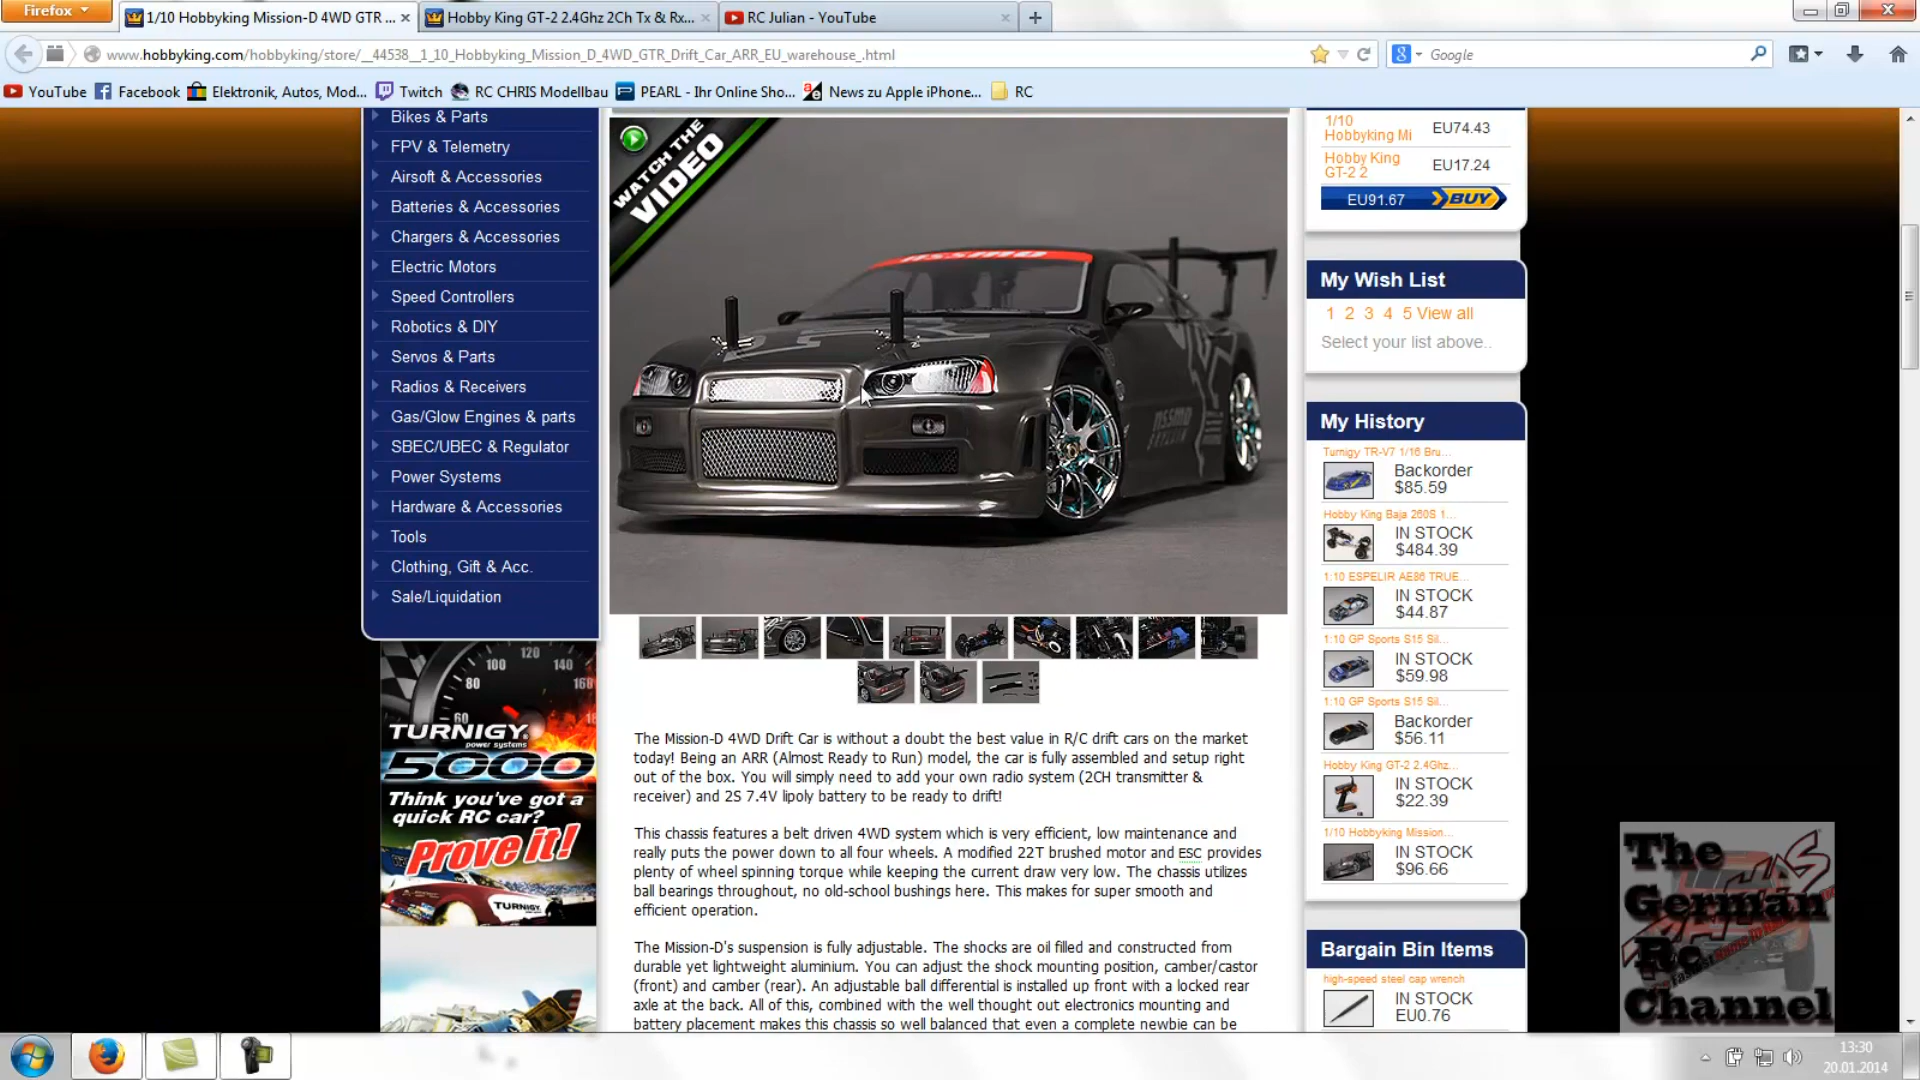 Firefox
1/10 Hobbyking Mission-D 4WD GTR ...
Hobby King GT-2 2.4Ghz 2Ch Tx & Rx...
RC Julian - YouTube
www.hobbyking.com/hobbyking/store/__44538__1_10_Hobbyking_Mission_D_4WD_GTR_Drift_Car_ARR_EU_warehouse_.html
Google
YouTube
Facebook
Elektronik, Autos, Mod...
Twitch
RC CHRIS Modellbau
PEARL - Ihr Online Sho...
News zu Apple iPhone...
RC
Bikes & Parts
FPV & Telemetry
Airsoft & Accessories
Batteries & Accessories
Chargers & Accessories
Electric Motors
Speed Controllers
Robotics & DIY
Servos & Parts
Radios & Receivers
Gas/Glow Engines & parts
SBEC/UBEC & Regulator
Power Systems
Hardware & Accessories
Tools
Clothing, Gift & Acc.
Sale/Liquidation
120
100 140
80 160
60
TURNIGY
power systems
5000
Think you've got a
quick RC car?
Prove it!
TURNIGY
WATCH THE
VIDEO
NSSMO
The Mission-D 4WD Drift Car is without a doubt the best value in R/C drift cars on the market
today! Being an ARR (Almost Ready to Run) model, the car is fully assembled and setup right
out of the box. You will simply need to add your own radio system (2CH transmitter &
receiver) and 2S 7.4V lipoly battery to be ready to drift!
This chassis features a belt driven 4WD system which is very efficient, low maintenance and
really puts the power down to all four wheels. A modified 22T brushed motor and ESC provides
plenty of wheel spinning torque while keeping the current draw very low. The chassis utilizes
ball bearings throughout, no old-school bushings here. This makes for super smooth and
efficient operation.
The Mission-D's suspension is fully adjustable. The shocks are oil filled and constructed from
durable yet lightweight aluminium. You can adjust the shock mounting position, camber/castor
(front) and camber (rear). An adjustable ball differential is installed up front with a locked rear
axle at the back. All of this, combined with the well thought out electronics mounting and
battery placement makes this chassis so well balanced that even a complete newbie can be
1/10
Hobbyking Mi
EU74.43
Hobby King
GT-2 2
EU17.24
EU91.67 BUY
My Wish List
1 2 3 4 5 View all
Select your list above..
My History
Turnigy TR-V7 1/16 Bru...
Backorder
$85.59
Hobby King Baja 260S 1...
IN STOCK
$484.39
1:10 ESPELIR AE86 TRUE...
IN STOCK
$44.87
1:10 GP Sports S15 Sil...
IN STOCK
$59.98
1:10 GP Sports S15 Sil...
Backorder
$56.11
Hobby King GT-2 2.4Ghz...
IN STOCK
$22.39
1/10 Hobbyking Mission...
IN STOCK
$96.66
Bargain Bin Items
high-speed steel cap wrench
IN STOCK
EU0.76
The
German
Rc
Channel
13:30
20.01.2014